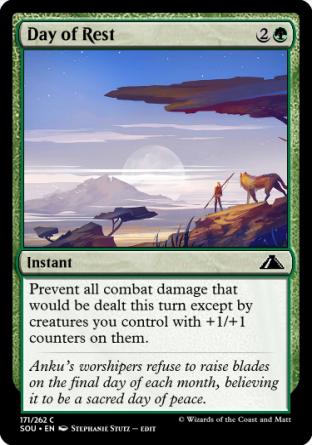 Day of Rest 2
Instant
Prevent all combat damage that
would be dealt this turn except by
creatures you control with +1/+1
counters on them.
Anku's worshipers refuse to raise blades
on the final day of each month, believing
it to be a sacred day of peace.
171/262 C
SOU • EN Stephanie Stutz — edit
© Wizards of the Coast and Matt